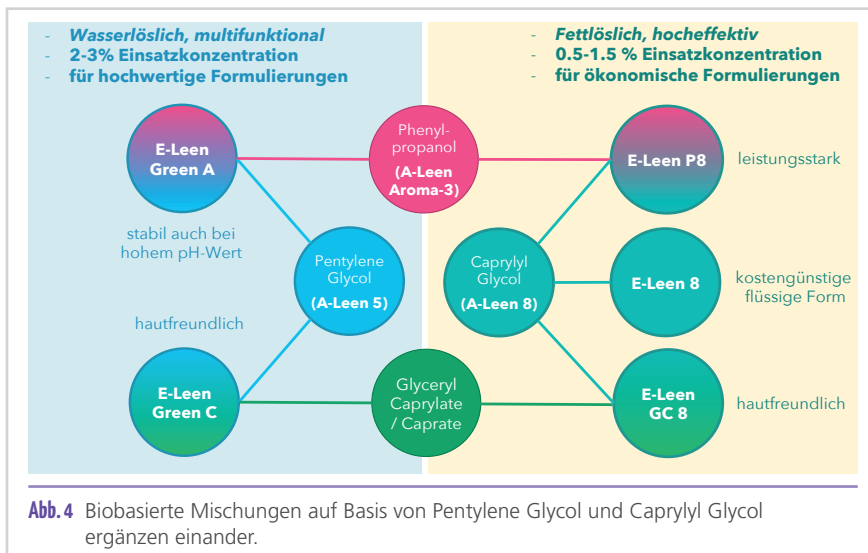 - Wasserlöslich, multifunktional
- 2-3% Einsatzkonzentration
- für hochwertige Formulierungen
- Fettlöslich, hocheffektiv
- 0.5-1.5 % Einsatzkonzentration
- für ökonomische Formulierungen
E-Leen
Green A
Phenyl-
propanol
(A-Leen
Aroma-3)
E-Leen P8
leistungsstark
stabil auch bei
hohem pH-Wert
Pentylene
Glycol
(A-Leen 5)
Caprylyl
Glycol
(A-Leen 8)
E-Leen 8
kostengünstige
flüssige Form
hautfreundlich
E-Leen
Green C
Glyceryl
Caprylate
/ Caprate
E-Leen
GC 8
hautfreundlich
Abb. 4 Biobasierte Mischungen auf Basis von Pentylene Glycol und Caprylyl Glycol
ergänzen einander.